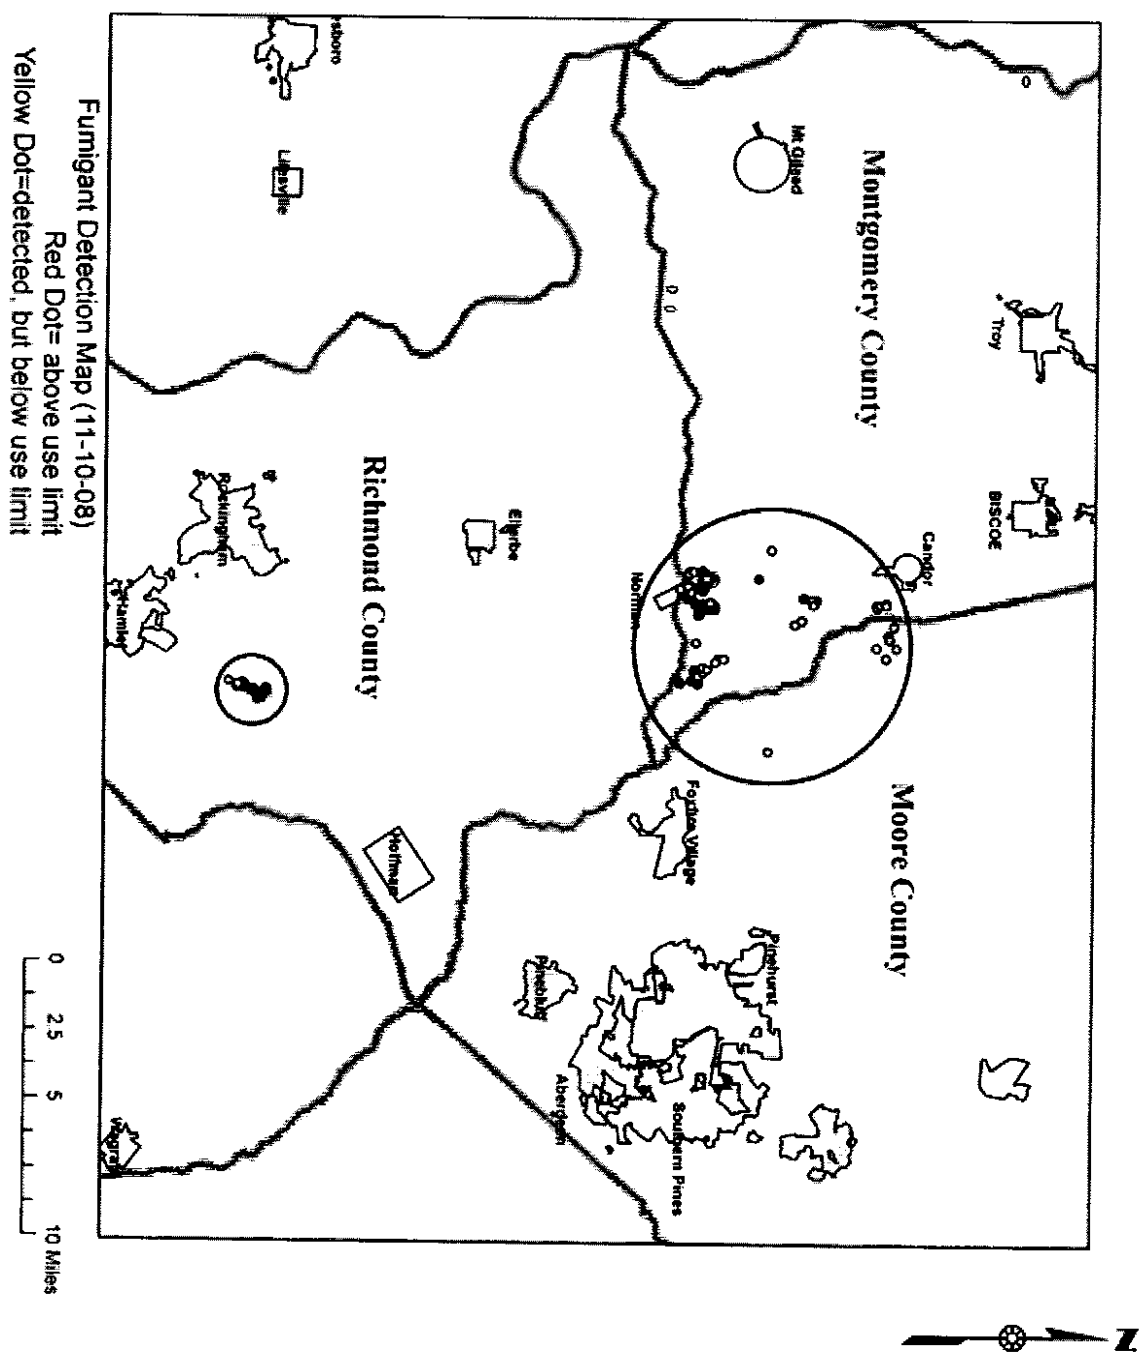 Montgomery County
Moore County
Richmond County
Troy
BISCOE
Candor
Mt Gilead
Norman
Ellerbe
Foxfire Village
Pinehurst
Southern Pines
Aberdeen
Pinebluff
Hoffman
Rockingham
Hamlet
Lilesville
sboro
Wagram
0 2.5 5 10 Miles
N
Fumigant Detection Map (11-10-08)
Red Dot= above use limit
Yellow Dot=detected, but below use limit